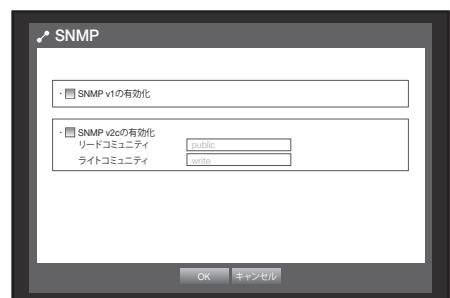 SNMP
・SNMP v1の有効化
・SNMP v2cの有効化
リードコミュニティ public
ライトコミュニティ write
OK キャンセル